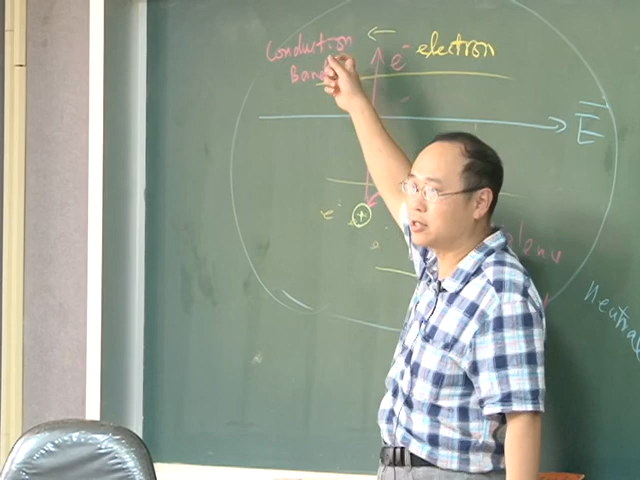 Conduction
Band
e⁻ electron
E
e⁻ +
e
Neutral